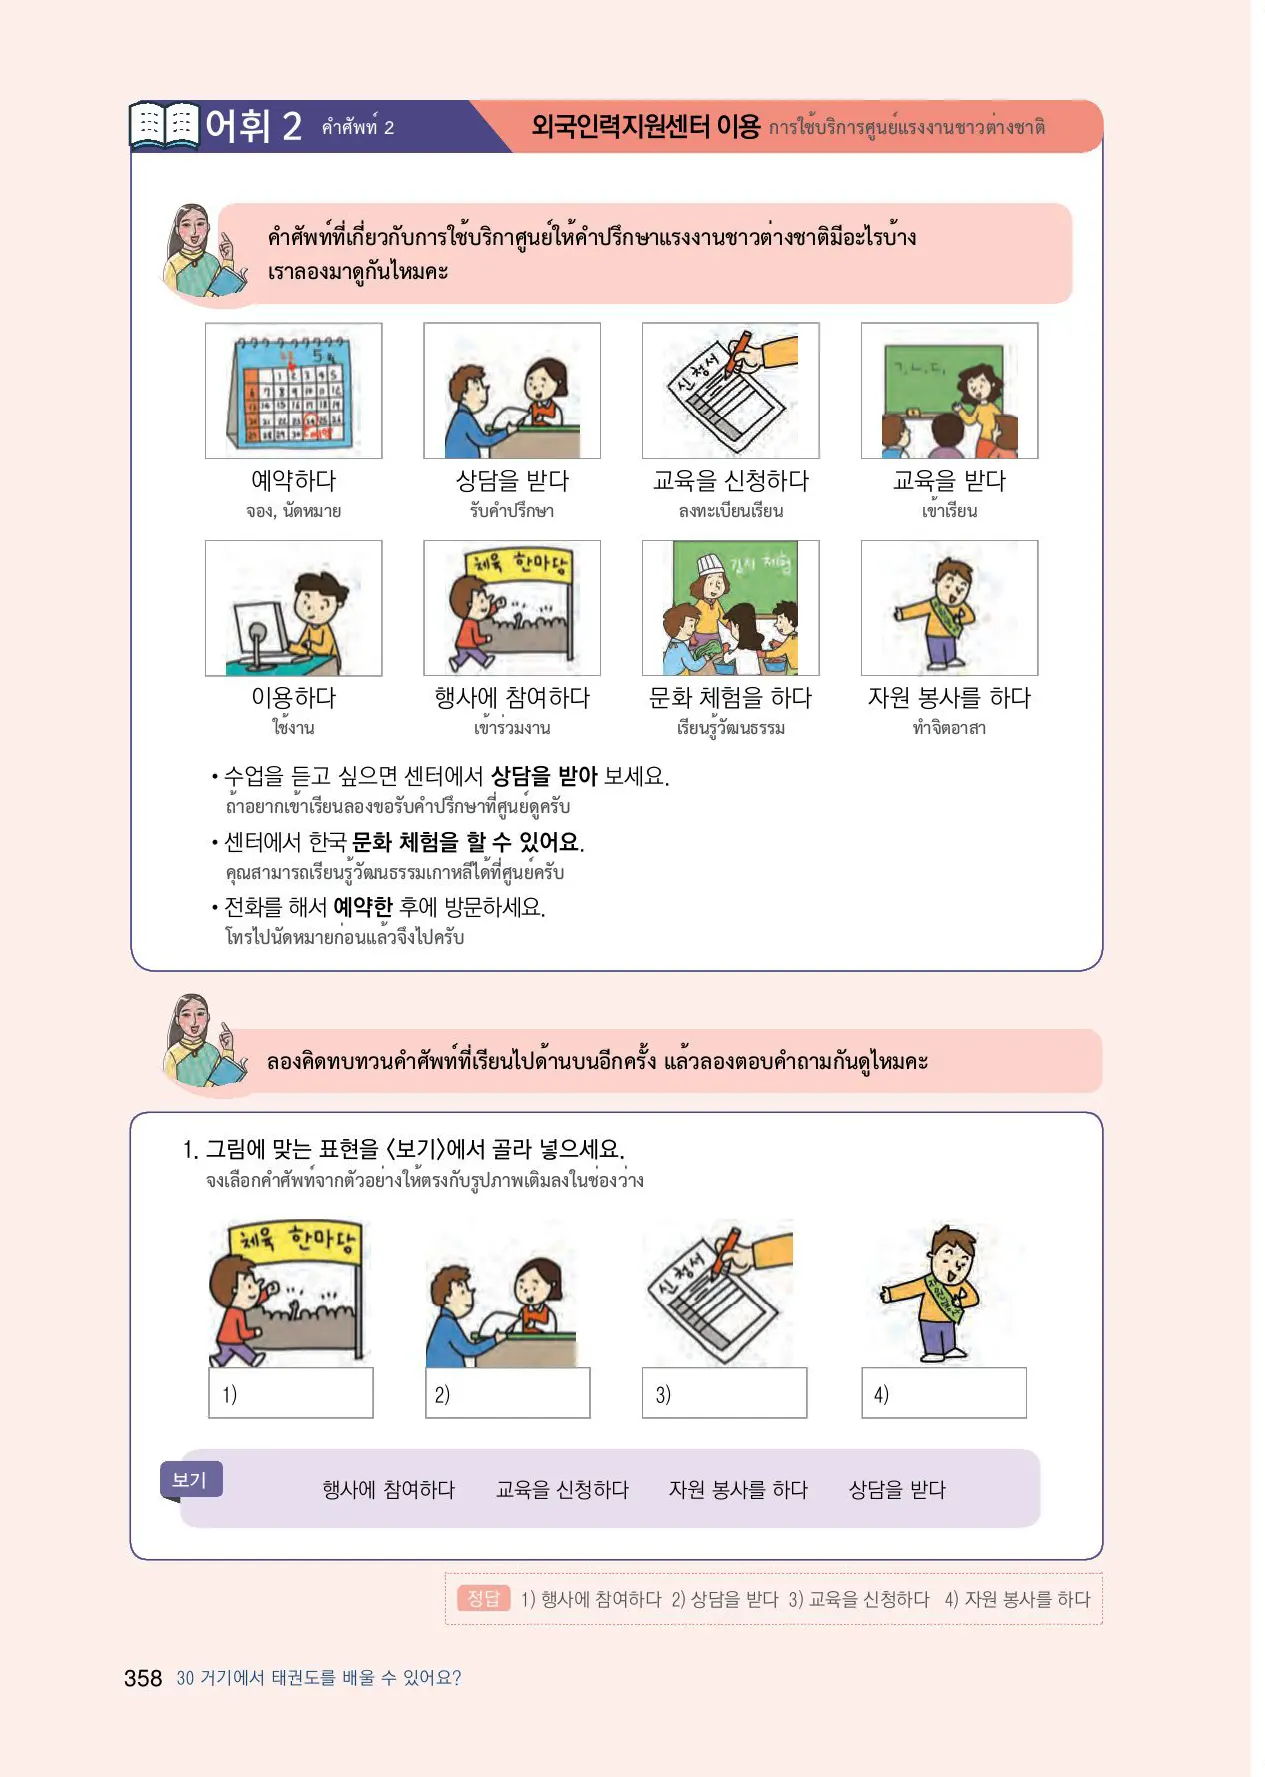 어휘 2 คำศัพท์ 2 외국인력지원센터 이용 การใช้บริการศูนย์แรงงานชาวต่างชาติ
คำศัพท์ที่เกี่ยวกับการใช้บริกาศูนย์ให้คำปรึกษาแรงงานชาวต่างชาติมีอะไรบ้าง
เราลองมาดูกันไหมคะ
5월
신청서
ㄱ, ㄴ, ㄷ,
예약하다 상담을 받다 교육을 신청하다 교육을 받다
จอง, นัดหมาย รับคำปรึกษา ลงทะเบียนเรียน เข้าเรียน
체육 한마당 김치 체험
이용하다 행사에 참여하다 문화 체험을 하다 자원 봉사를 하다
ใช้งาน เข้าร่วมงาน เรียนรู้วัฒนธรรม ทำจิตอาสา
• 수업을 듣고 싶으면 센터에서 상담을 받아 보세요.
ถ้าอยากเข้าเรียนลองขอรับคำปรึกษาที่ศูนย์ดูครับ
• 센터에서 한국 문화 체험을 할 수 있어요.
คุณสามารถเรียนรู้วัฒนธรรมเกาหลีได้ที่ศูนย์ครับ
• 전화를 해서 예약한 후에 방문하세요.
โทรไปนัดหมายก่อนแล้วจึงไปครับ
ลองคิดทบทวนคำศัพท์ที่เรียนไปด้านบนอีกครั้ง แล้วลองตอบคำถามกันดูไหมคะ
1. 그림에 맞는 표현을 〈보기〉에서 골라 넣으세요.
จงเลือกคำศัพท์จากตัวอย่างให้ตรงกับรูปภาพเติมลงในช่องว่าง
체육 한마당 신청서
1) 2) 3) 4)
보기 행사에 참여하다 교육을 신청하다 자원 봉사를 하다 상담을 받다
정답 1) 행사에 참여하다 2) 상담을 받다 3) 교육을 신청하다 4) 자원 봉사를 하다
358 30 거기에서 태권도를 배울 수 있어요?